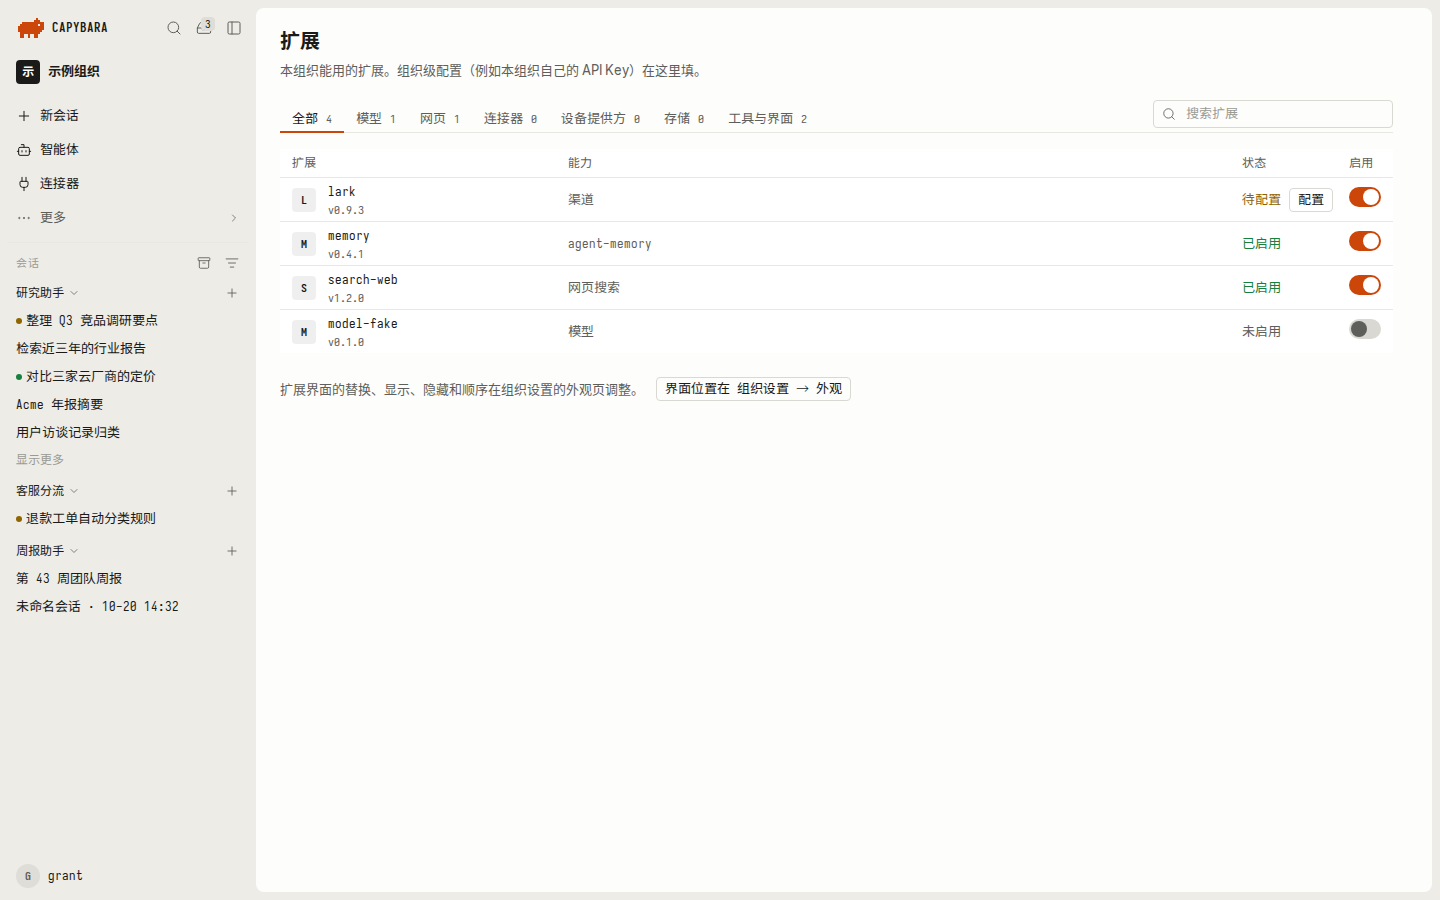 CAPYBARA
3
示 示例组织
新会话
智能体
连接器
更多
会话
研究助手
整理 Q3 竞品调研要点
检索近三年的行业报告
对比三家云厂商的定价
Acme 年报摘要
用户访谈记录归类
显示更多
客服分流
退款工单自动分类规则
周报助手
第 43 周团队周报
未命名会话 · 10-20 14:32
G grant
扩展
本组织能用的扩展。组织级配置（例如本组织自己的 API Key）在这里填。
全部 4 模型 1 网页 1 连接器 0 设备提供方 0 存储 0 工具与界面 2
搜索扩展
扩展 能力 状态 启用
L lark 渠道 待配置 配置
v0.9.3
M memory agent-memory 已启用
v0.4.1
S search-web 网页搜索 已启用
v1.2.0
M model-fake 模型 未启用
v0.1.0
扩展界面的替换、显示、隐藏和顺序在组织设置的外观页调整。 界面位置在 组织设置 → 外观